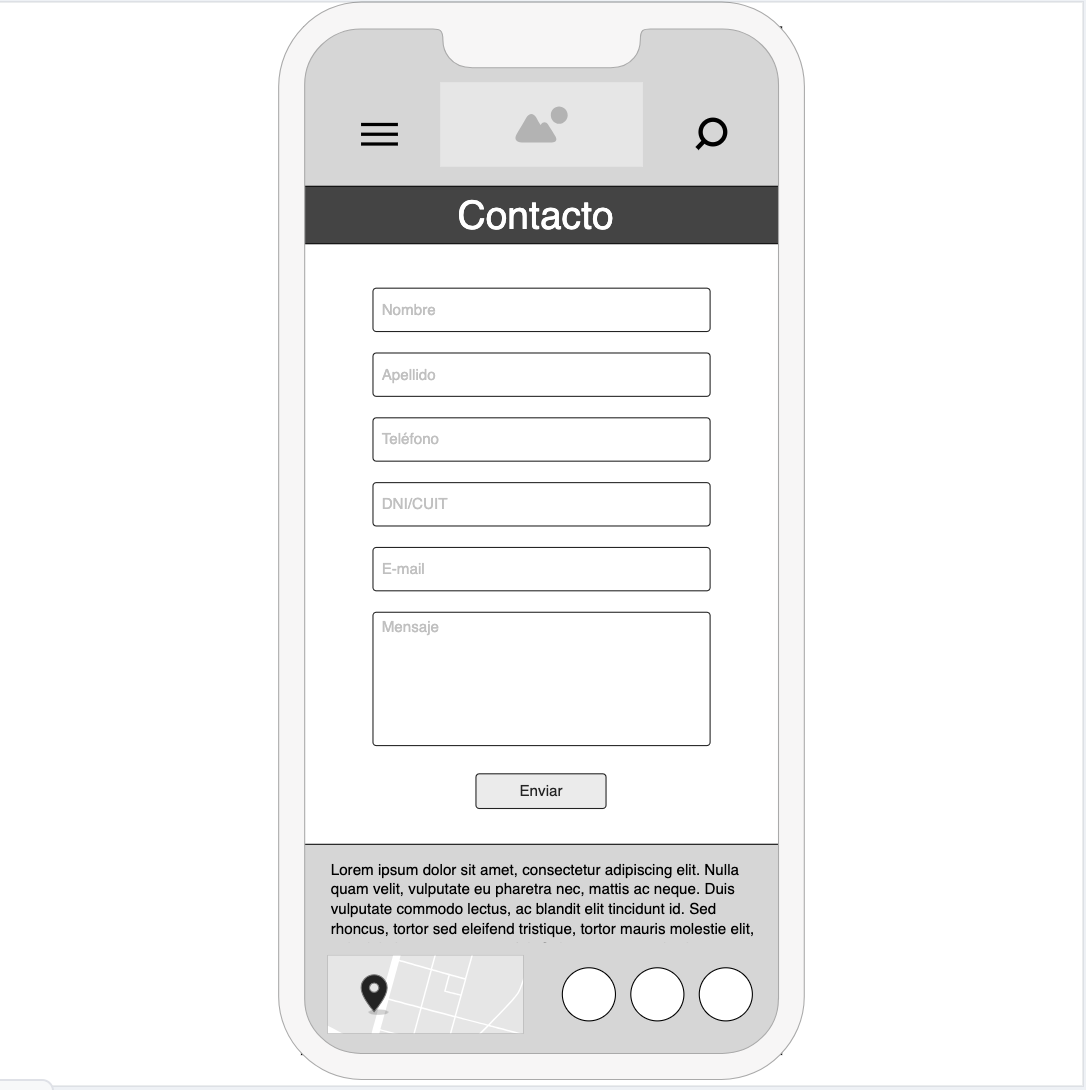 Contacto
Nombre
Apellido
Teléfono
DNI/CUIT
E-mail
Mensaje
Enviar
Lorem ipsum dolor sit amet, consectetur adipiscing elit. Nulla
quam velit, vulputate eu pharetra nec, mattis ac neque. Duis
vulputate commodo lectus, ac blandit elit tincidunt id. Sed
rhoncus, tortor sed eleifend tristique, tortor mauris molestie elit,